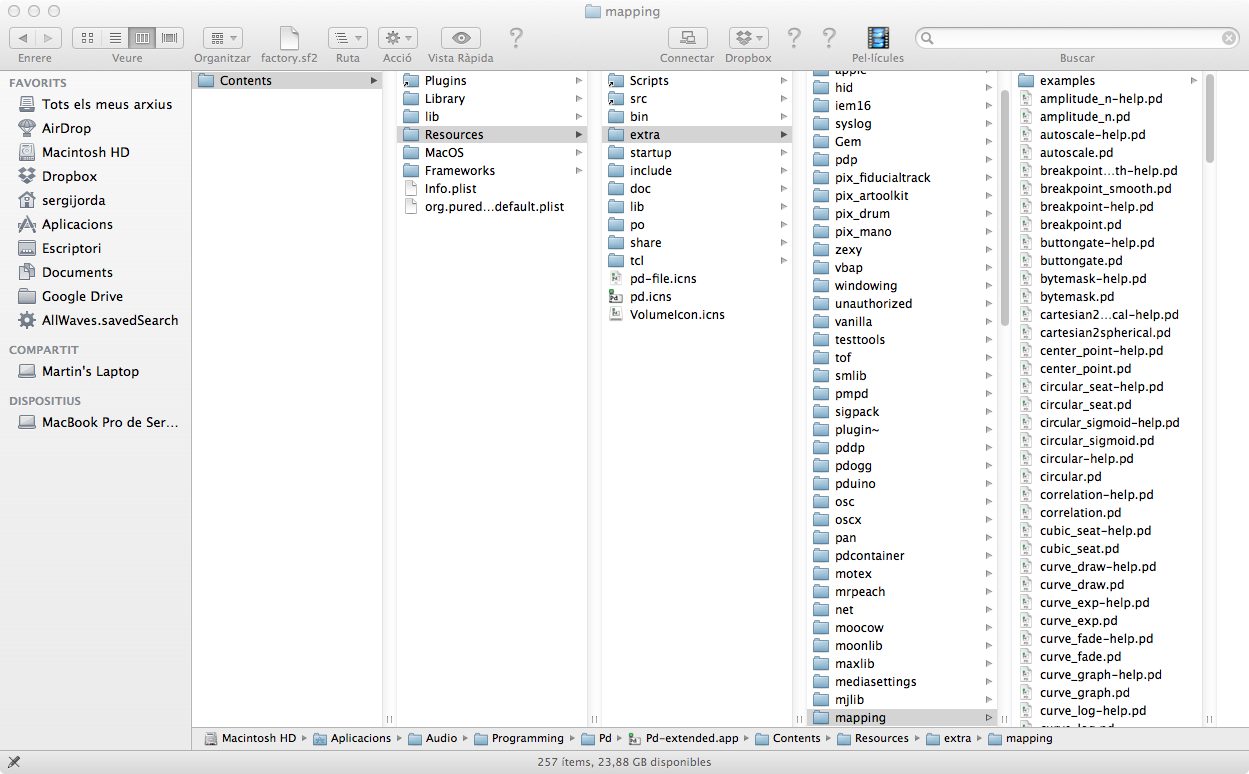 mapping
Enrere
Veure
Organitzar
factory.sf2
Ruta
Acció
Vista Ràpida
Connectar
Dropbox
Pel·lícules
Buscar
FAVORITS
Tots els meus arxius
AirDrop
Macintosh HD
Dropbox
sergijorda
Aplicacions
Escriptori
Documents
Google Drive
AllWaves.savedSearch
COMPARTIT
Martin's Laptop
DISPOSITIUS
MacBook Pro de Ser...
Contents
Plugins
Library
lib
Resources
MacOS
Frameworks
Info.plist
org.pured...default.plist
Scripts
src
bin
extra
startup
include
doc
lib
po
share
tcl
pd-file.icns
pd.icns
VolumeIcon.icns
apple
hid
iem16
syslog
Gem
pdp
pix_fiducialtrack
pix_artoolkit
pix_drum
pix_mano
zexy
vbap
windowing
unauthorized
vanilla
testtools
tof
smlib
pmpd
sigpack
plugin~
pddp
pdogg
pduino
osc
oscx
pan
pdcontainer
motex
mrpeach
net
moocow
moonlib
maxlib
mediasettings
mjlib
mapping
examples
amplitude_n-help.pd
amplitude_n.pd
autoscale-help.pd
autoscale.pd
breakpoint...th-help.pd
breakpoint_smooth.pd
breakpoint-help.pd
breakpoint.pd
buttongate-help.pd
buttongate.pd
bytemask-help.pd
bytemask.pd
cartesian2...cal-help.pd
cartesian2spherical.pd
center_point-help.pd
center_point.pd
circular_seat-help.pd
circular_seat.pd
circular_sigmoid-help.pd
circular_sigmoid.pd
circular-help.pd
circular.pd
correlation-help.pd
correlation.pd
cubic_seat-help.pd
cubic_seat.pd
curve_draw-help.pd
curve_draw.pd
curve_exp-help.pd
curve_exp.pd
curve_fade-help.pd
curve_fade.pd
curve_graph-help.pd
curve_graph.pd
curve_log-help.pd
curve_log.pd
Macintosh HD ▸ Aplicacions ▸ Audio ▸ Programming ▸ Pd ▸ Pd-extended.app ▸ Contents ▸ Resources ▸ extra ▸ mapping
257 ítems, 23,88 GB disponibles